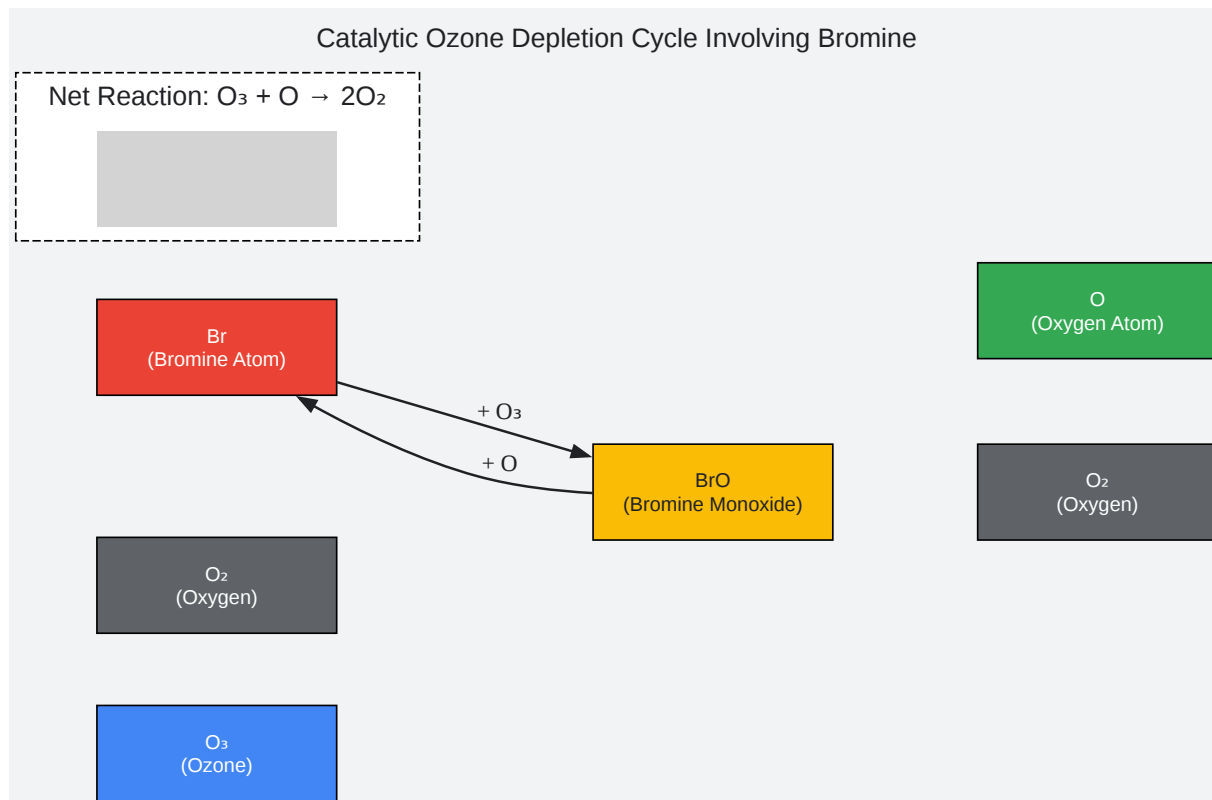 Catalytic Ozone Depletion Cycle Involving Bromine
Net Reaction: O₃ + O → 2O₂
Br
(Bromine Atom)
O
(Oxygen Atom)
+ O₃
+ O
BrO
(Bromine Monoxide)
O₂
(Oxygen)
O₂
(Oxygen)
O₃
(Ozone)